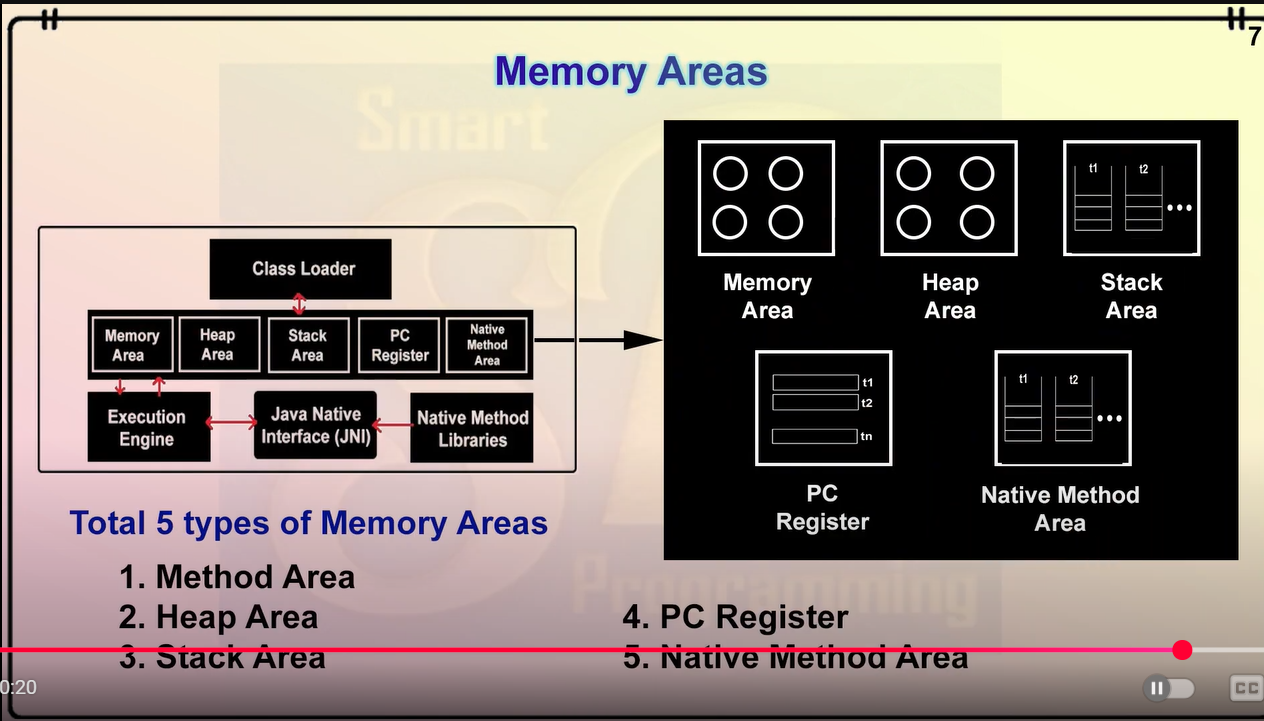 7
Memory Areas
Smart
Class Loader
Memory
Area
Heap
Area
Stack
Area
PC
Register
Native
Method
Area
Execution
Engine
Java Native
Interface (JNI)
Native Method
Libraries
t1 t2
Memory
Area
Heap
Area
Stack
Area
t1
t2
tn
t1 t2
PC
Register
Native Method
Area
Programming
Total 5 types of Memory Areas
1. Method Area
2. Heap Area
3. Stack Area
4. PC Register
5. Native Method Area
0:20
CC